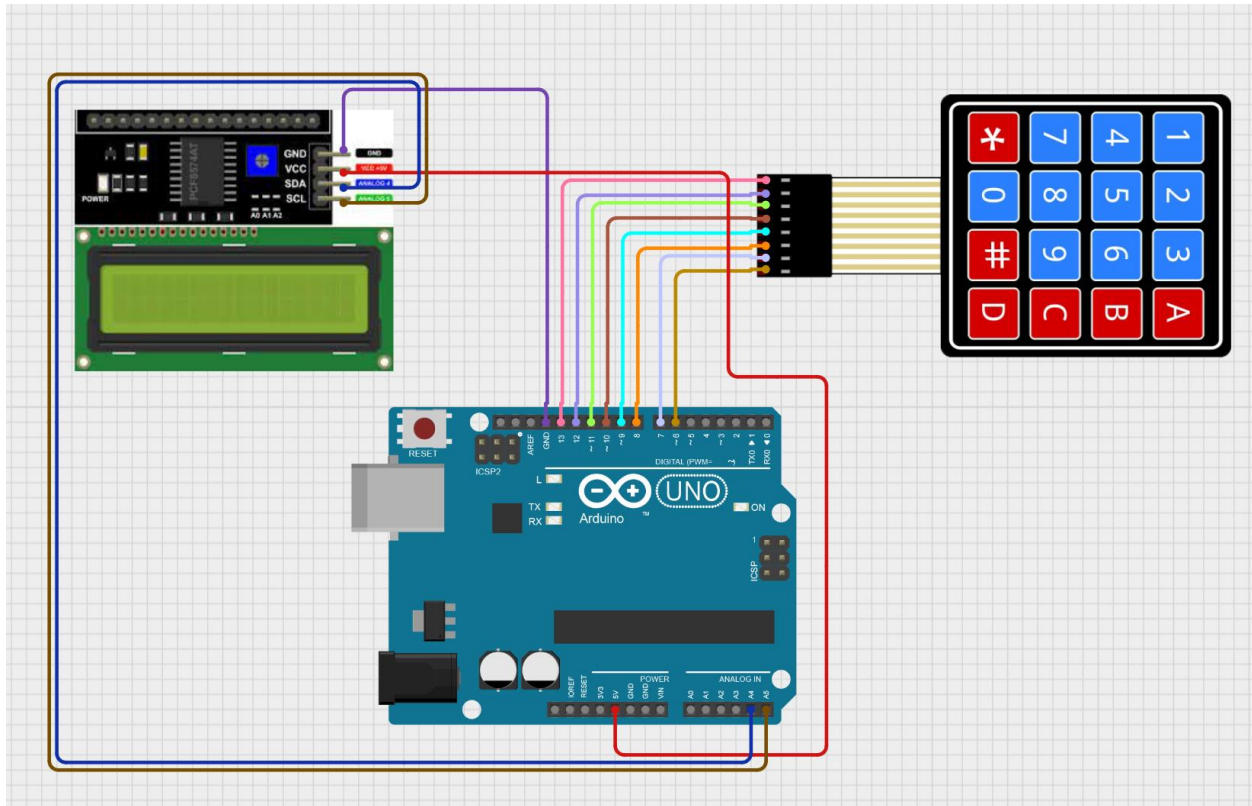 GND
VCC
SDA
SCL
GND
VCC +5V
ANALOG 4
ANALOG 5
PCF8574AT
POWER
A0 A1 A2
* 7 4 1
0 8 5 2
# 9 6 3
D C B A
RESET
ICSP2
AREF
GND
13
12
~11
~10
~9
8
7
~6
~5
4
~3
2
TX0 ▶ 1
RX0 ◀ 0
DIGITAL (PWM=
L
TX
RX
Arduino
TM
UNO
ON
1
ICSP
IOREF
RESET
3V3
5V
GND
GND
VIN
POWER
ANALOG IN
A0
A1
A2
A3
A4
A5